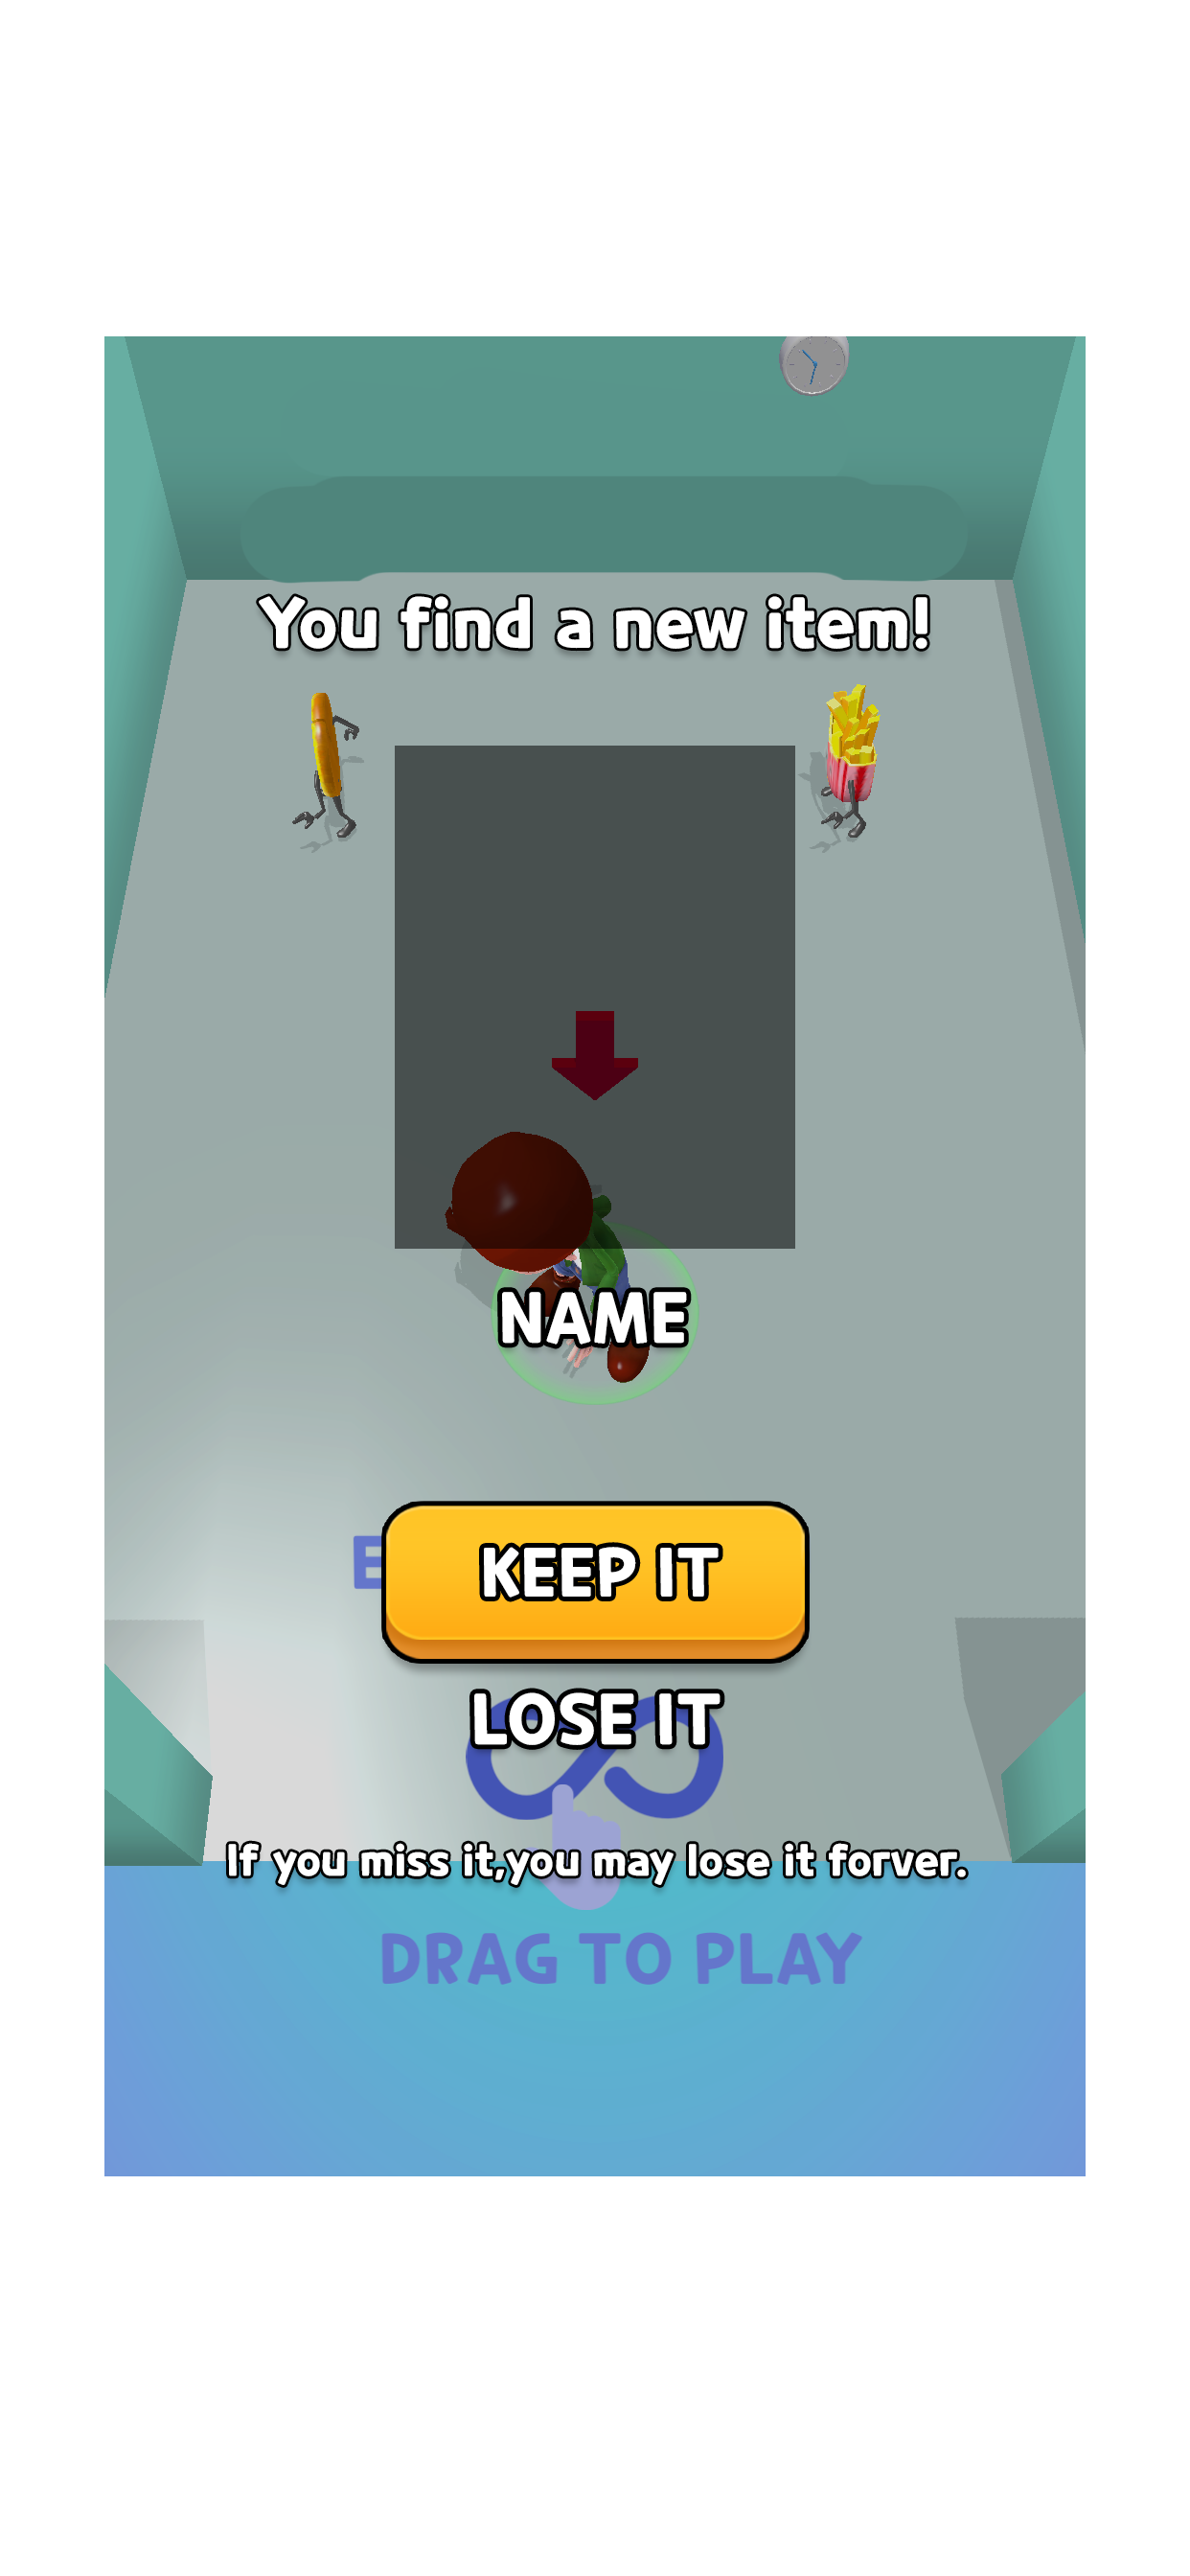 You find a new item!
NAME
KEEP IT
LOSE IT
If you miss it,you may lose it forver.
DRAG TO PLAY